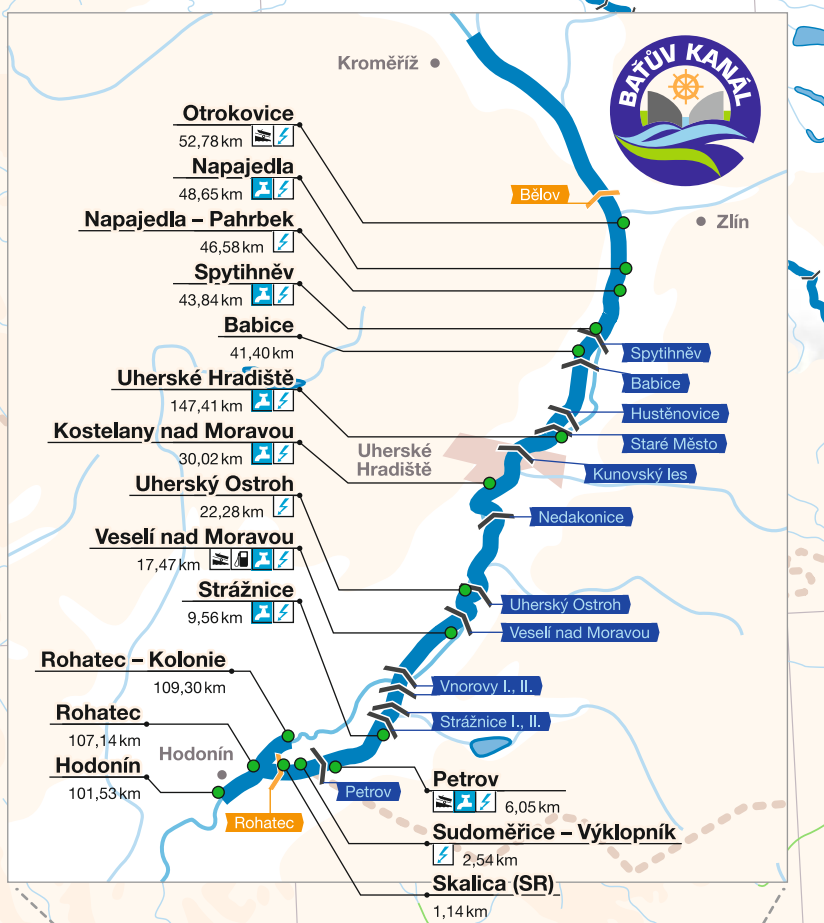 Kroměříž
BAŤŮV KANÁL
Otrokovice
52,78 km
Napajedla
48,65 km
Bělov
Napajedla – Pahrbek
46,58 km
Zlín
Spytihněv
43,84 km
Babice
41,40 km
Spytihněv
Babice
Uherské Hradiště
147,41 km
Hustěnovice
Kostelany nad Moravou
30,02 km
Staré Město
Uherské
Hradiště
Kunovský les
Uherský Ostroh
22,28 km
Nedakonice
Veselí nad Moravou
17,47 km
Strážnice
9,56 km
Uherský Ostroh
Veselí nad Moravou
Rohatec – Kolonie
109,30 km
Vnorovy I., II.
Rohatec
107,14 km
Strážnice I., II.
Hodonín
Hodonín
101,53 km
Petrov
Petrov
6,05 km
Rohatec
Sudoměřice – Výklopník
2,54 km
Skalica (SR)
1,14 km